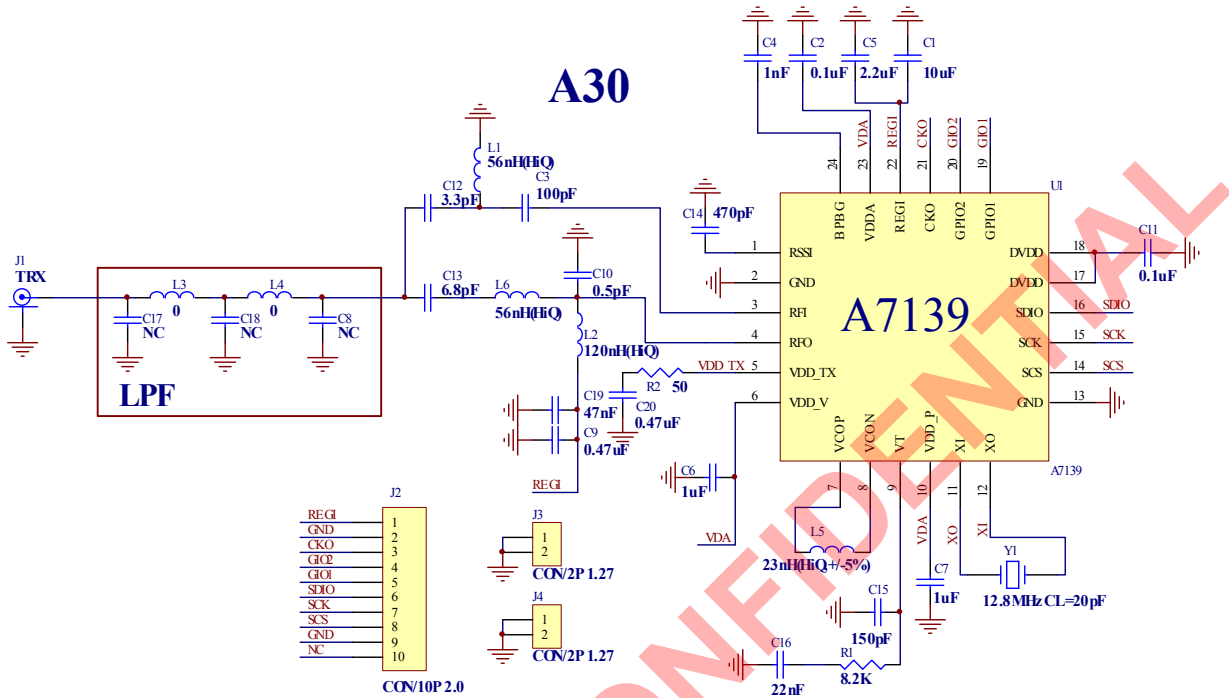 A30
C4
1nF
C2
0.1uF
C5
2.2uF
C1
10uF
VDA
REGI
CKO
GIO2
GIO1
24
23
22
21
20
19
U1
BPBG
VDDA
REGI
CKO
GPIO2
GPIO1
L1
56nH(HiQ)
C12
3.3pF
C3
100pF
C14
470pF
1
RSSI
2
GND
3
RFI
4
RFO
5
VDD_TX
6
VDD_V
A7139
DVDD
18
DVDD
17
SDIO
16
SDIO
SCK
15
SCK
SCS
14
SCS
GND
13
C11
0.1uF
J1
TRX
L3
0
L4
0
C17
NC
C18
NC
C8
NC
LPF
C13
6.8pF
L6
56nH(HiQ)
C10
0.5pF
L2
120nH(HiQ)
VDD_TX
R2
50
C19
47nF
C20
0.47uF
C9
0.47uF
REGI
C6
1uF
VDA
VCOP
VCON
VT
VDD_P
XI
XO
7
8
9
10
11
12
A7139
L5
23nH(HiQ,+/-5%)
VDA
XO
XI
C7
1uF
Y1
12.8MHz CL=20pF
C15
150pF
C16
22nF
R1
8.2K
J2
REGI
1
GND
2
CKO
3
GIO2
4
GIO1
5
SDIO
6
SCK
7
SCS
8
GND
9
NC
10
CON/10P 2.0
J3
1
2
CON/2P 1.27
J4
1
2
CON/2P 1.27
ONFIDENTIAL